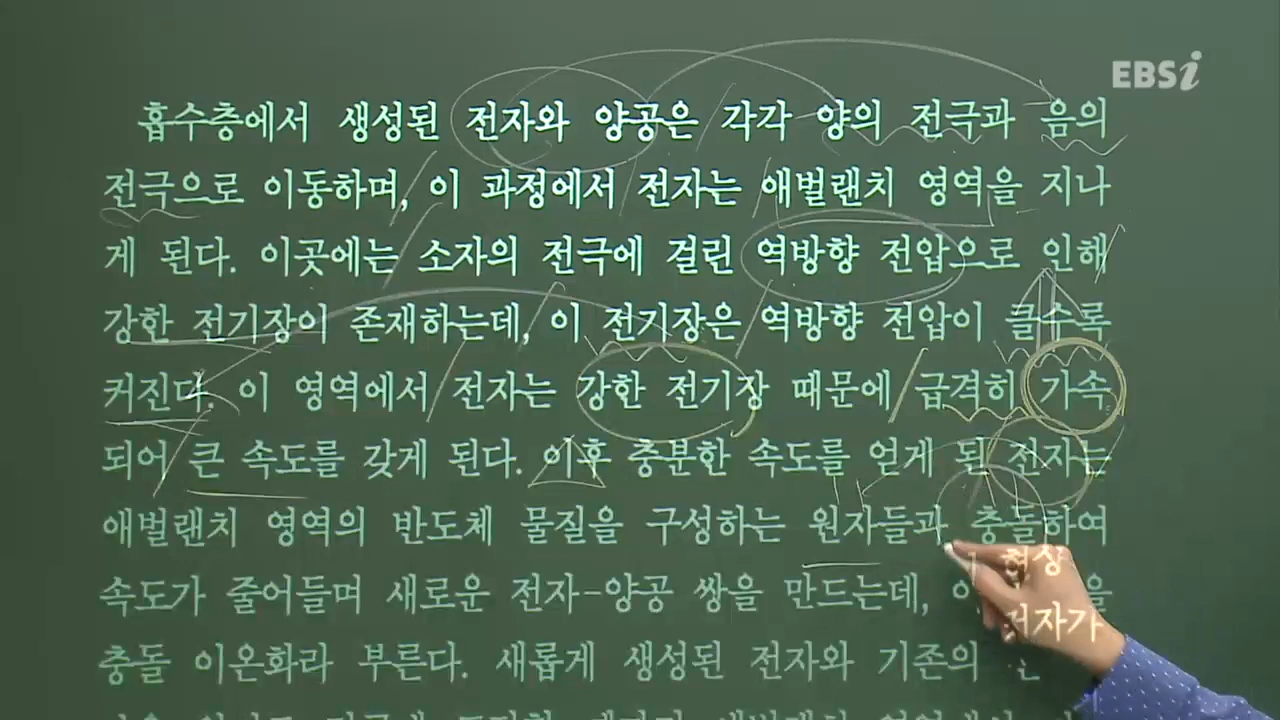 EBSi
흡수층에서 생성된 전자와 양공은 각각 양의 전극과 음의
전극으로 이동하며, 이 과정에서 전자는 애벌랜치 영역을 지나
게 된다. 이곳에는 소자의 전극에 걸린 역방향 전압으로 인해
강한 전기장이 존재하는데, 이 전기장은 역방향 전압이 클수록
커진다. 이 영역에서 전자는 강한 전기장 때문에 급격히 가속
되어 큰 속도를 갖게 된다. 이후 충분한 속도를 얻게 된 전자는
애벌랜치 영역의 반도체 물질을 구성하는 원자들과 충돌하여
속도가 줄어들며 새로운 전자-양공 쌍을 만드는데, 이 현상을
충돌 이온화라 부른다. 새롭게 생성된 전자와 기존의 전자가